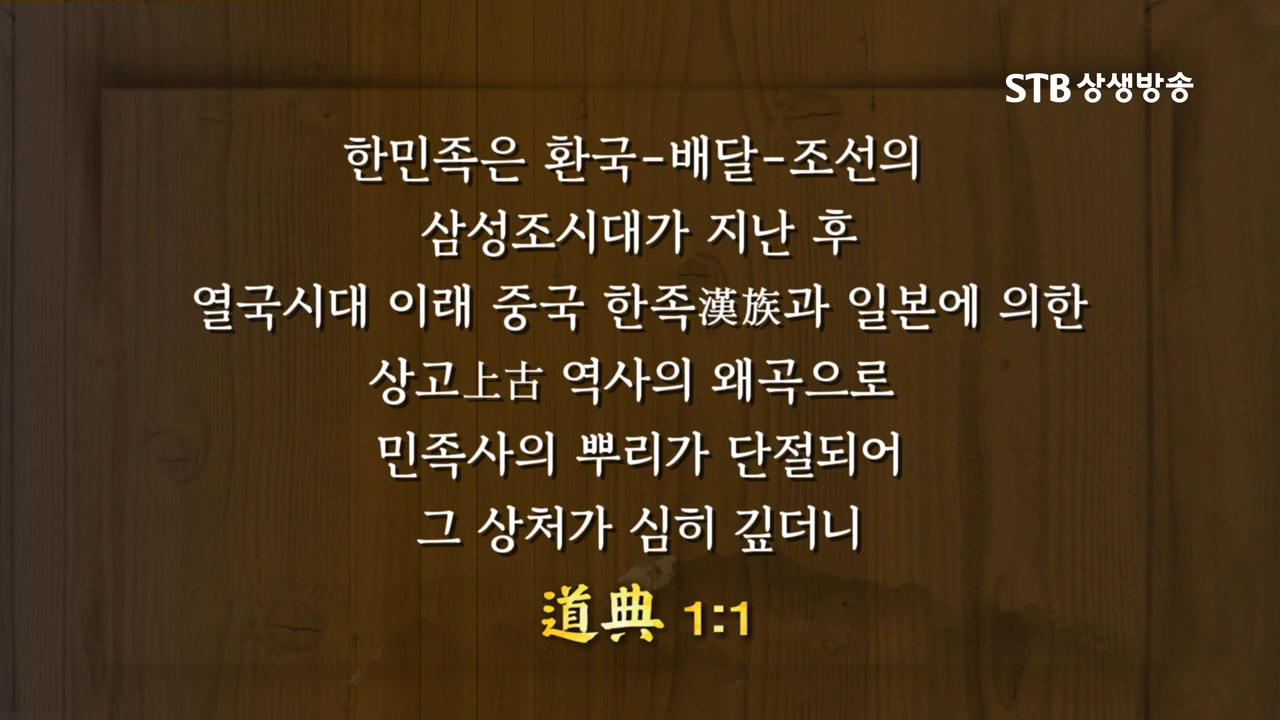 STB 상생방송
한민족은 환국-배달-조선의
삼성조시대가 지난 후
열국시대 이래 중국 한족漢族과 일본에 의한
상고上古 역사의 왜곡으로
민족사의 뿌리가 단절되어
그 상처가 심히 깊더니
道典 1:1